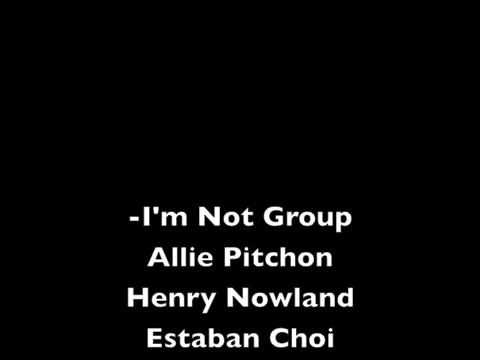 -I'm Not Group
Allie Pitchon
Henry Nowland
Estaban Choi